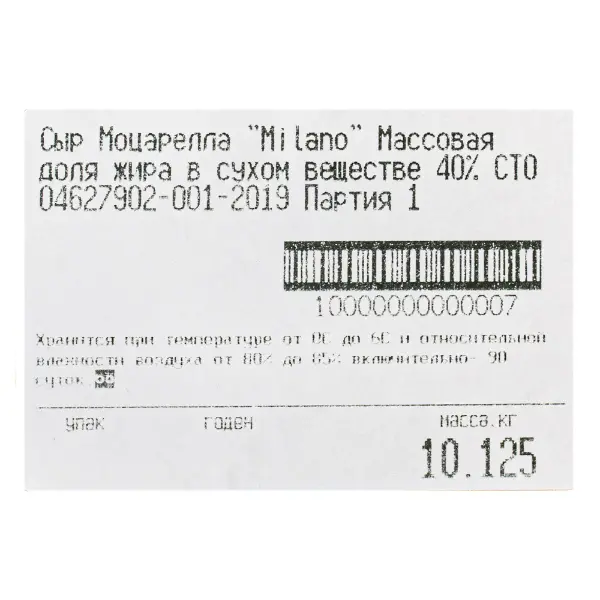 Сыр Моцарелла "Milano" Массовая
доля жира в сухом веществе 40% СТО
04627902-001-2019 Партия 1
10000000000007
Хранится при температуре от 0С до 6С и относительной
влажности воздуха от 80% до 85% включительно- 90
суток.
упак годен масса.кг
10.125